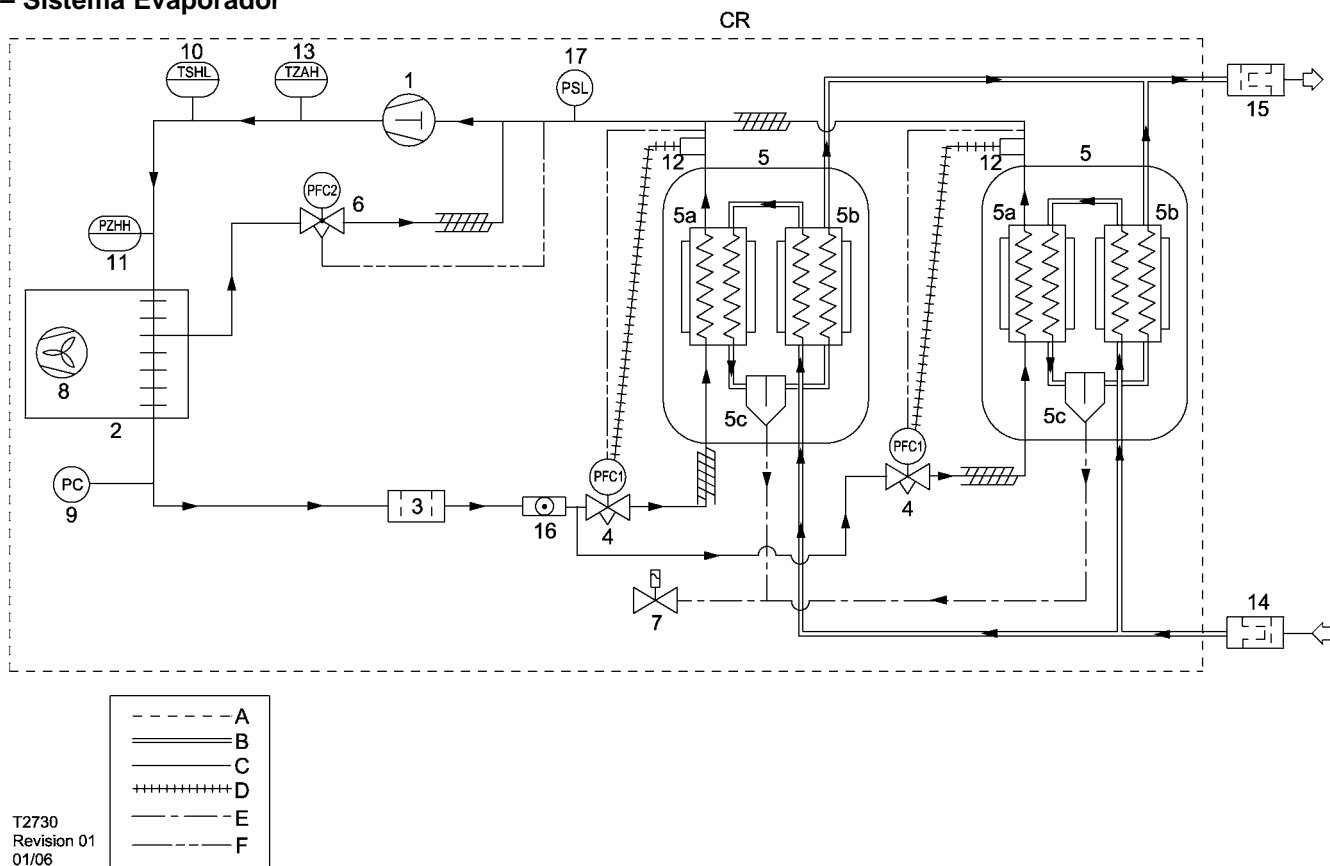 – Sistema Evaporador
CR
10
TSHL
13
TZAH
1
17
PSL
15
12
5
12
5
PFC2
6
5a
5b
5a
5b
PZHH
11
8
2
5c
5c
PFC1
PFC1
PC
9
3
16
4
4
7
14
A
B
C
D
E
F
T2730
Revision 01
01/06